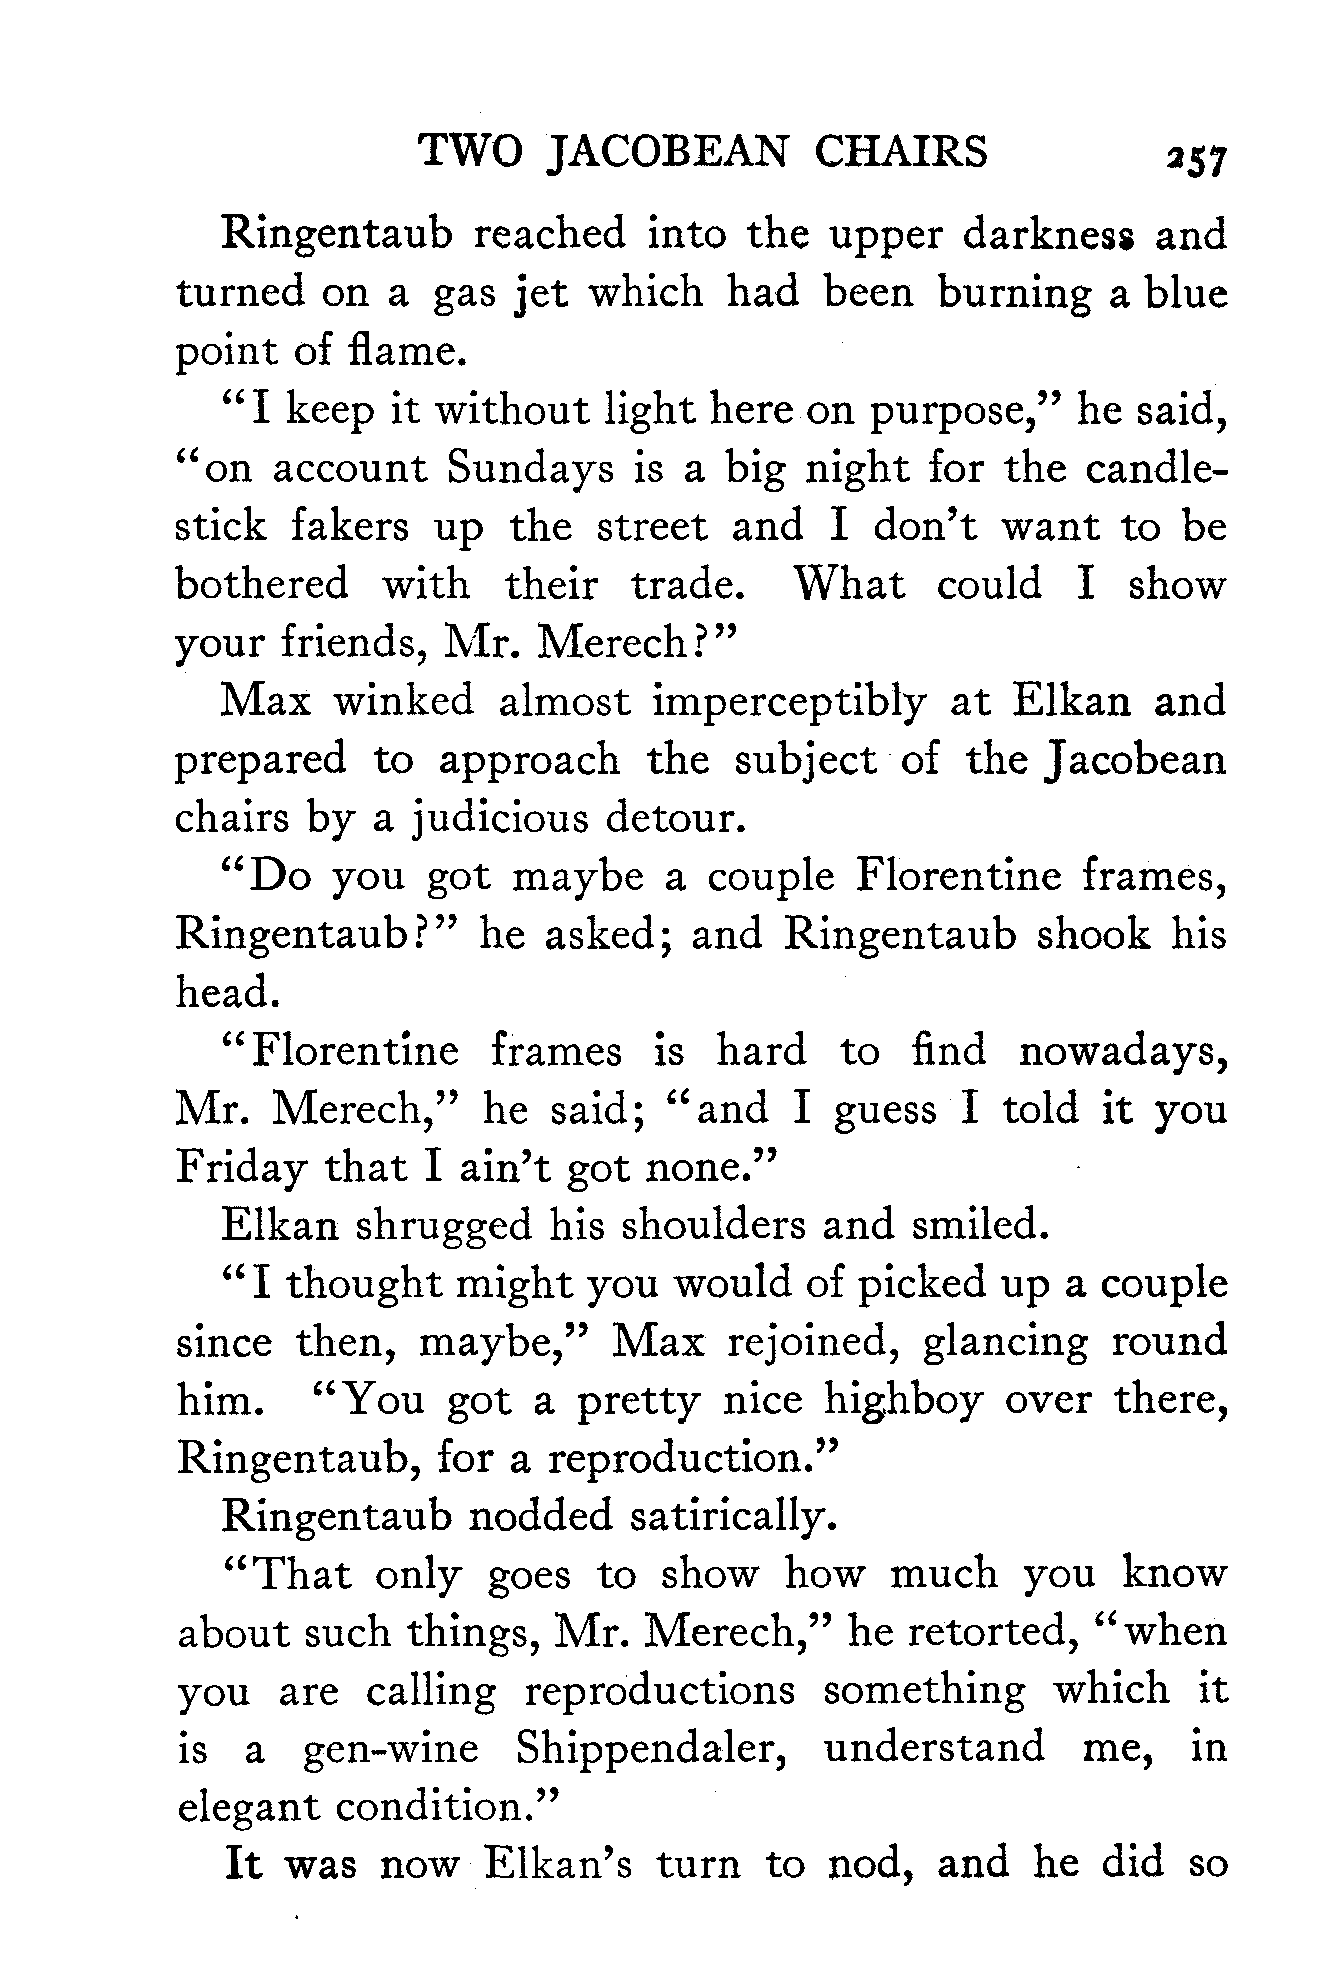 TWO JACOBEAN CHAIRS 257
Ringentaub reached into the upper darkness and
turned on a gas jet which had been burning a blue
point of flame.
“I keep it without light here on purpose,” he said,
“on account Sundays is a big night for the candle-
stick fakers up the street and I don’t want to be
bothered with their trade. What could I show
your friends, Mr. Merech?”
Max winked almost imperceptibly at Elkan and
prepared to approach the subject of the Jacobean
chairs by a judicious detour.
“Do you got maybe a couple Florentine frames,
Ringentaub?” he asked; and Ringentaub shook his
head.
“Florentine frames is hard to find nowadays,
Mr. Merech,” he said; “and I guess I told it you
Friday that I ain’t got none.”
Elkan shrugged his shoulders and smiled.
“I thought might you would of picked up a couple
since then, maybe,” Max rejoined, glancing round
him. “You got a pretty nice highboy over there,
Ringentaub, for a reproduction.”
Ringentaub nodded satirically.
“That only goes to show how much you know
about such things, Mr. Merech,” he retorted, “when
you are calling reproductions something which it
is a gen-wine Shippendaler, understand me, in
elegant condition.”
It was now Elkan’s turn to nod, and he did so